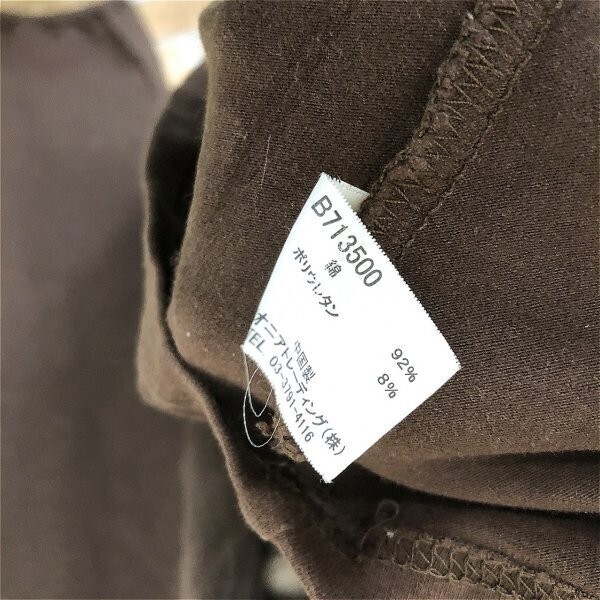 B713500
綿 92%
ポリウレタン 8%
中国製
オニアトレーディング(株)
TEL 03-3791-4116